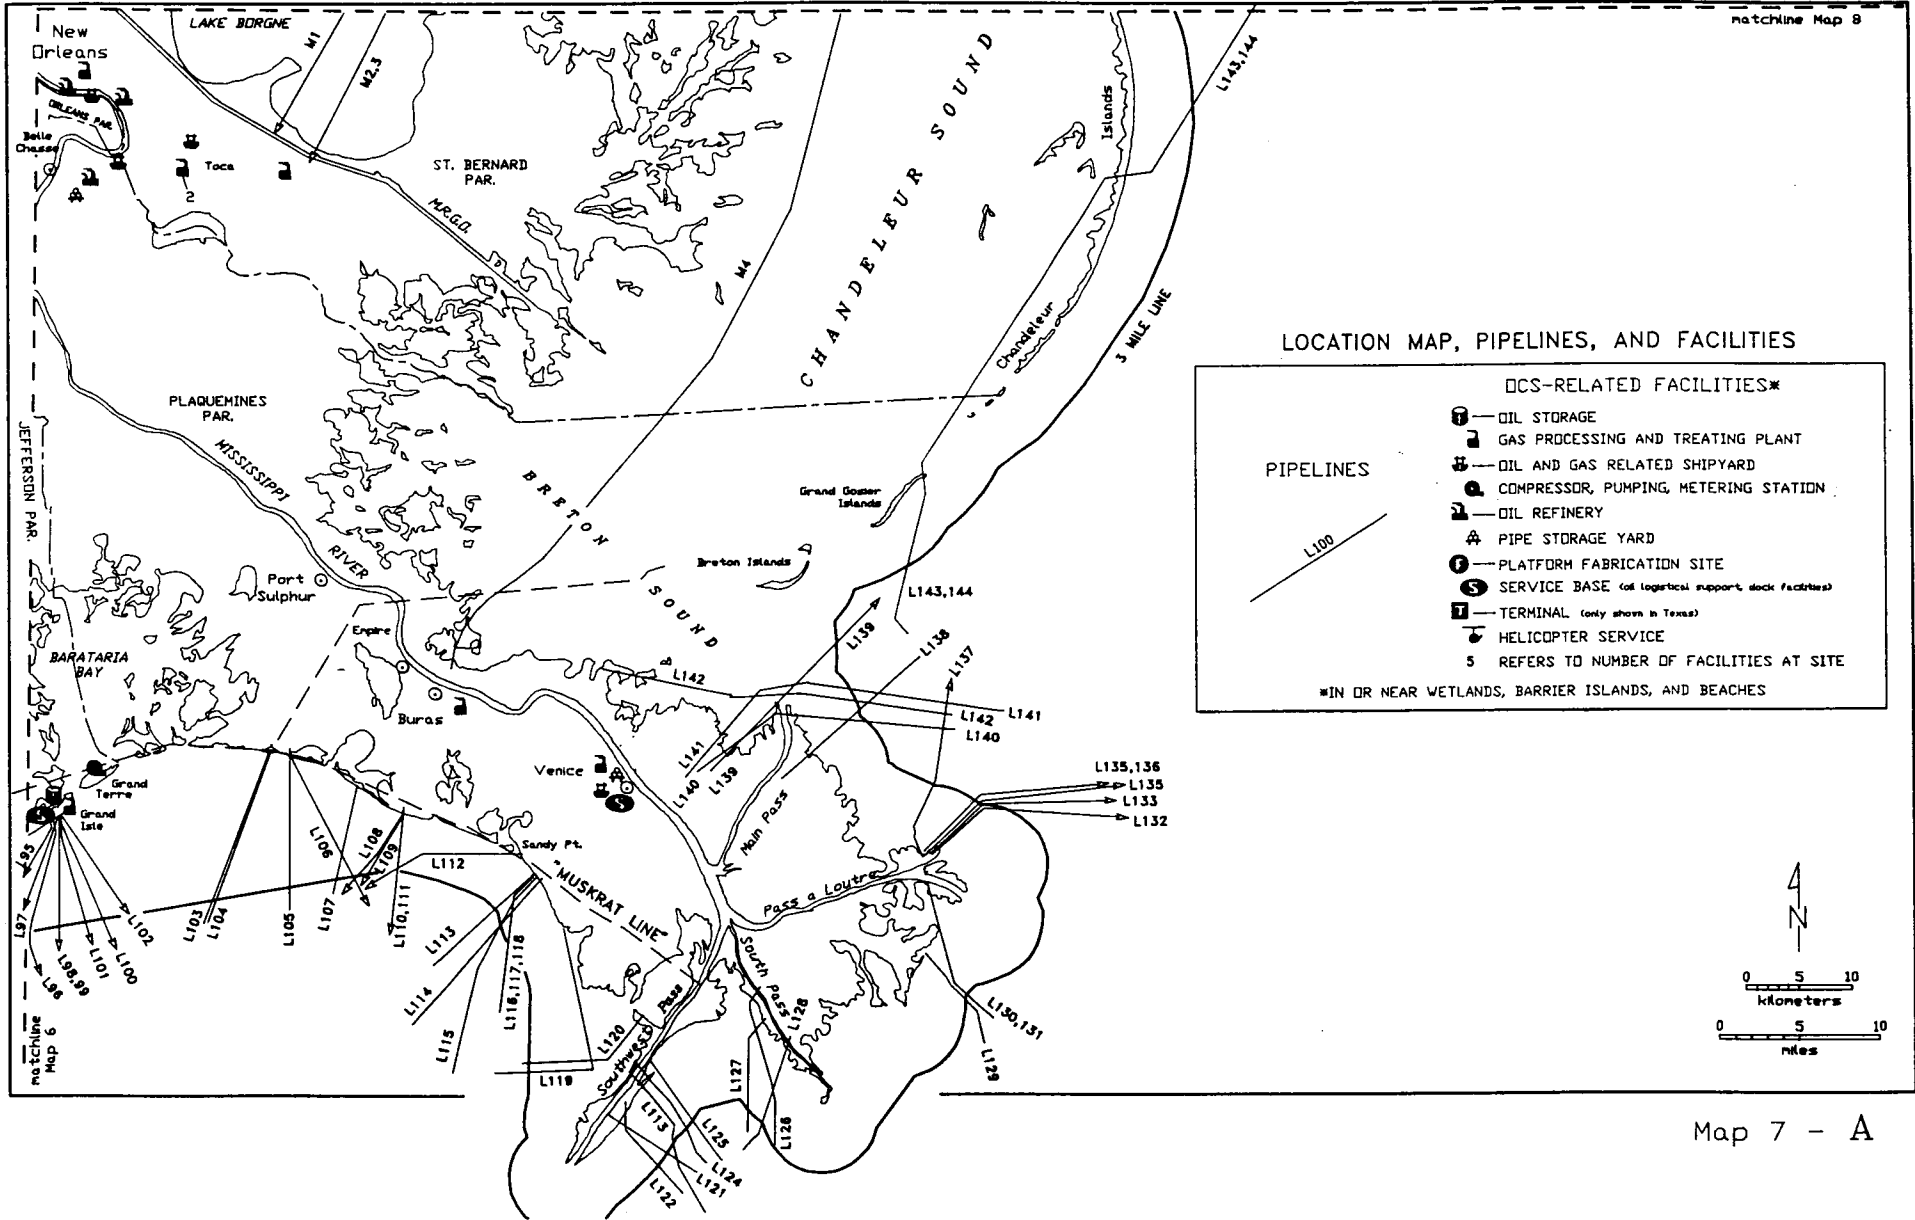 matchline Map 8
LAKE BORGNE
New
Orleans
M1
M2,3
L143,144
ORLEANS PAR.
Belle
Chasse
Toca
2
ST. BERNARD
PAR.
M.R.G.O.
M4
CHANDELEUR SOUND
Islands
Chandeleur
3 MILE LINE
PLAQUEMINES
PAR.
JEFFERSON PAR.
MISSISSIPPI
RIVER
BRETON
SOUND
Grand Gosier
Islands
Breton Islands
Port
Sulphur
Empire
BARATARIA
BAY
Buras
Venice
Grand
Terre
Grand
Isle
Sandy Pt.
"MUSKRAT LINE"
Main Pass
Pass a Loutre
South Pass
Southwest Pass
L143,144
L139
L138
L137
L142
L141
L142
L140
L141
L140
L139
L135,136
L135
L133
L132
L95
L97
L96
L98,99
L101
L100
L102
L103
L104
L105
L106
L107
L108
L109
L110,111
L112
L113
L114
L115
L116,117,118
L119
L120
L113
L125
L124
L121
L122
L127
L128
L126
L130,131
L129
matchline
Map 6
LOCATION MAP, PIPELINES, AND FACILITIES
OCS-RELATED FACILITIES*
PIPELINES
L100
OIL STORAGE
GAS PROCESSING AND TREATING PLANT
OIL AND GAS RELATED SHIPYARD
COMPRESSOR, PUMPING, METERING STATION
OIL REFINERY
PIPE STORAGE YARD
F PLATFORM FABRICATION SITE
S SERVICE BASE (oil logistical support, dock facilities)
T TERMINAL (only shown in Texas)
HELICOPTER SERVICE
5 REFERS TO NUMBER OF FACILITIES AT SITE
*IN OR NEAR WETLANDS, BARRIER ISLANDS, AND BEACHES
S
S
N
0 5 10
kilometers
0 5 10
miles
Map 7 - A